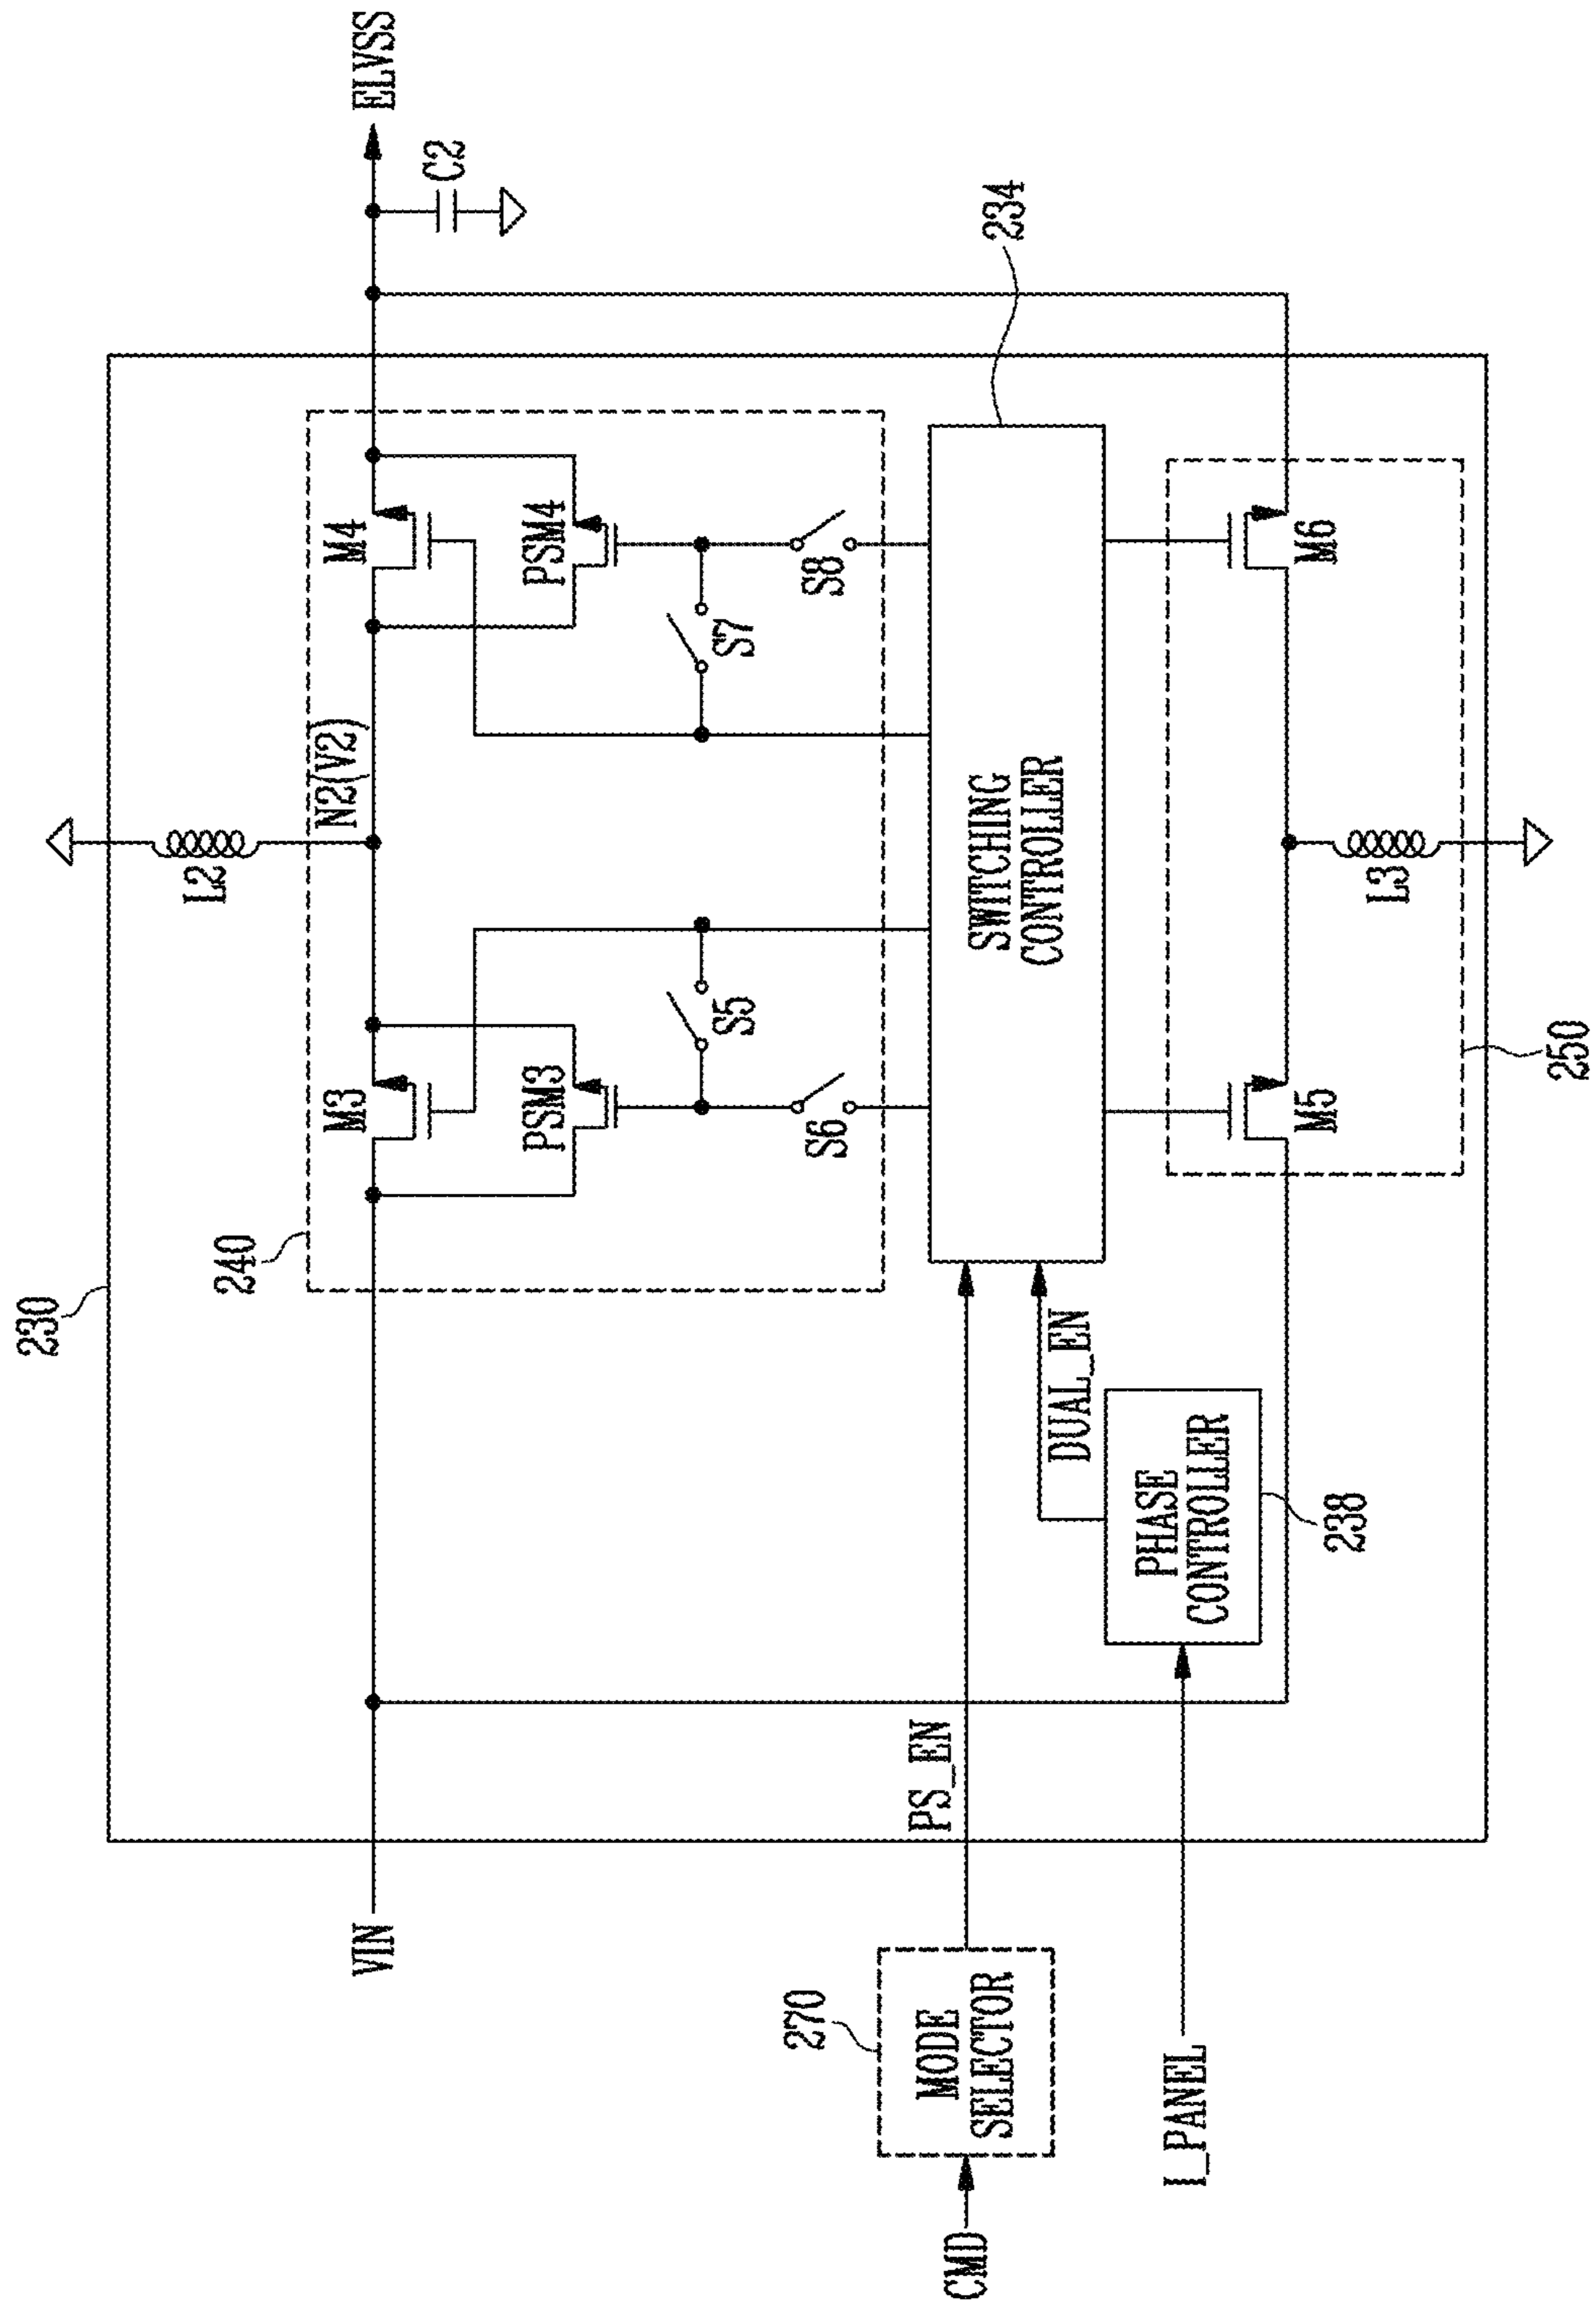 230
L2
240
N2(V2)
VIN
M3
M4
ELVSS
C2
PSM3
PSM4
S5
S7
S6
S8
234
270
MODE
SELECTOR
CMD
PS_EN
SWITCHING
CONTROLLER
DUAL_EN
I_PANEL
PHASE
CONTROLLER
238
M5
M6
L3
250